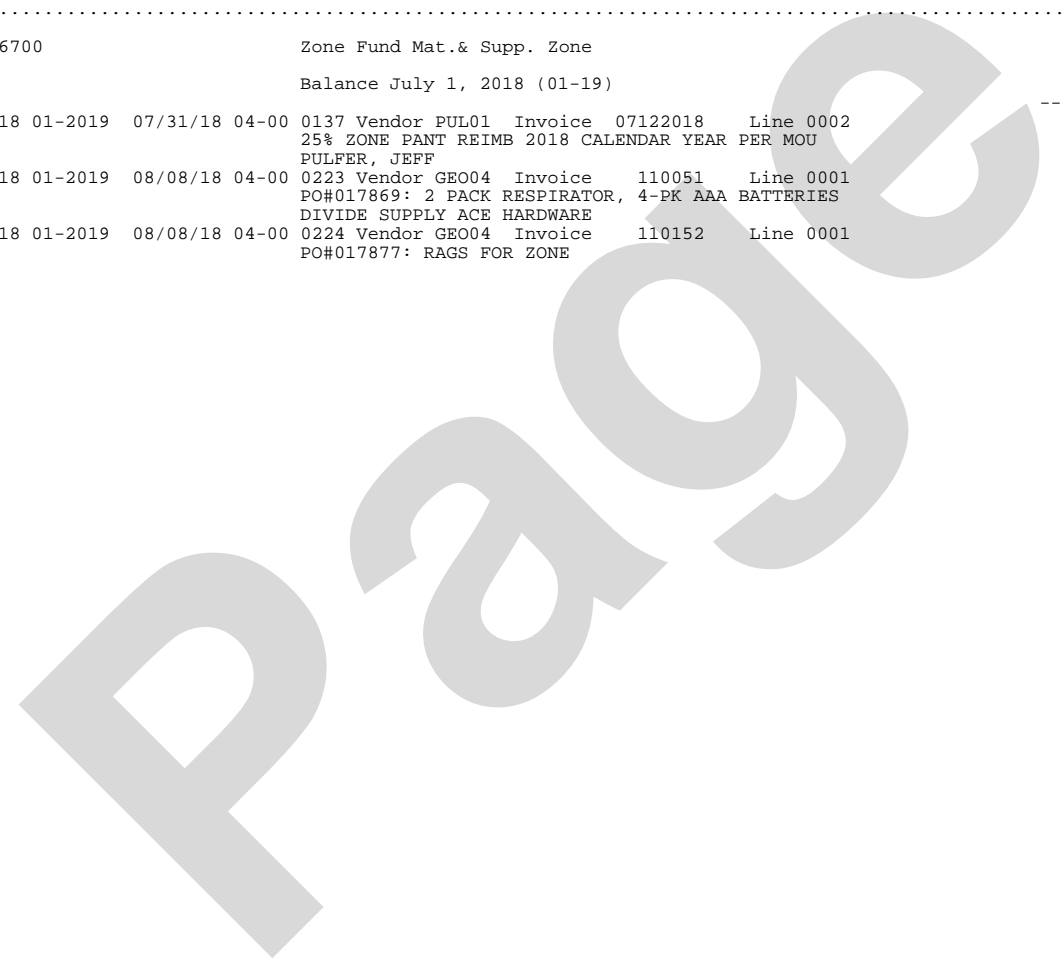 6700 Zone Fund Mat.& Supp. Zone
Balance July 1, 2018 (01-19)
--
18 01-2019 07/31/18 04-00 0137 Vendor PUL01 Invoice 07122018 Line 0002
25% ZONE PANT REIMB 2018 CALENDAR YEAR PER MOU
PULFER, JEFF
18 01-2019 08/08/18 04-00 0223 Vendor GEO04 Invoice 110051 Line 0001
PO#017869: 2 PACK RESPIRATOR, 4-PK AAA BATTERIES
DIVIDE SUPPLY ACE HARDWARE
18 01-2019 08/08/18 04-00 0224 Vendor GEO04 Invoice 110152 Line 0001
PO#017877: RAGS FOR ZONE
Page